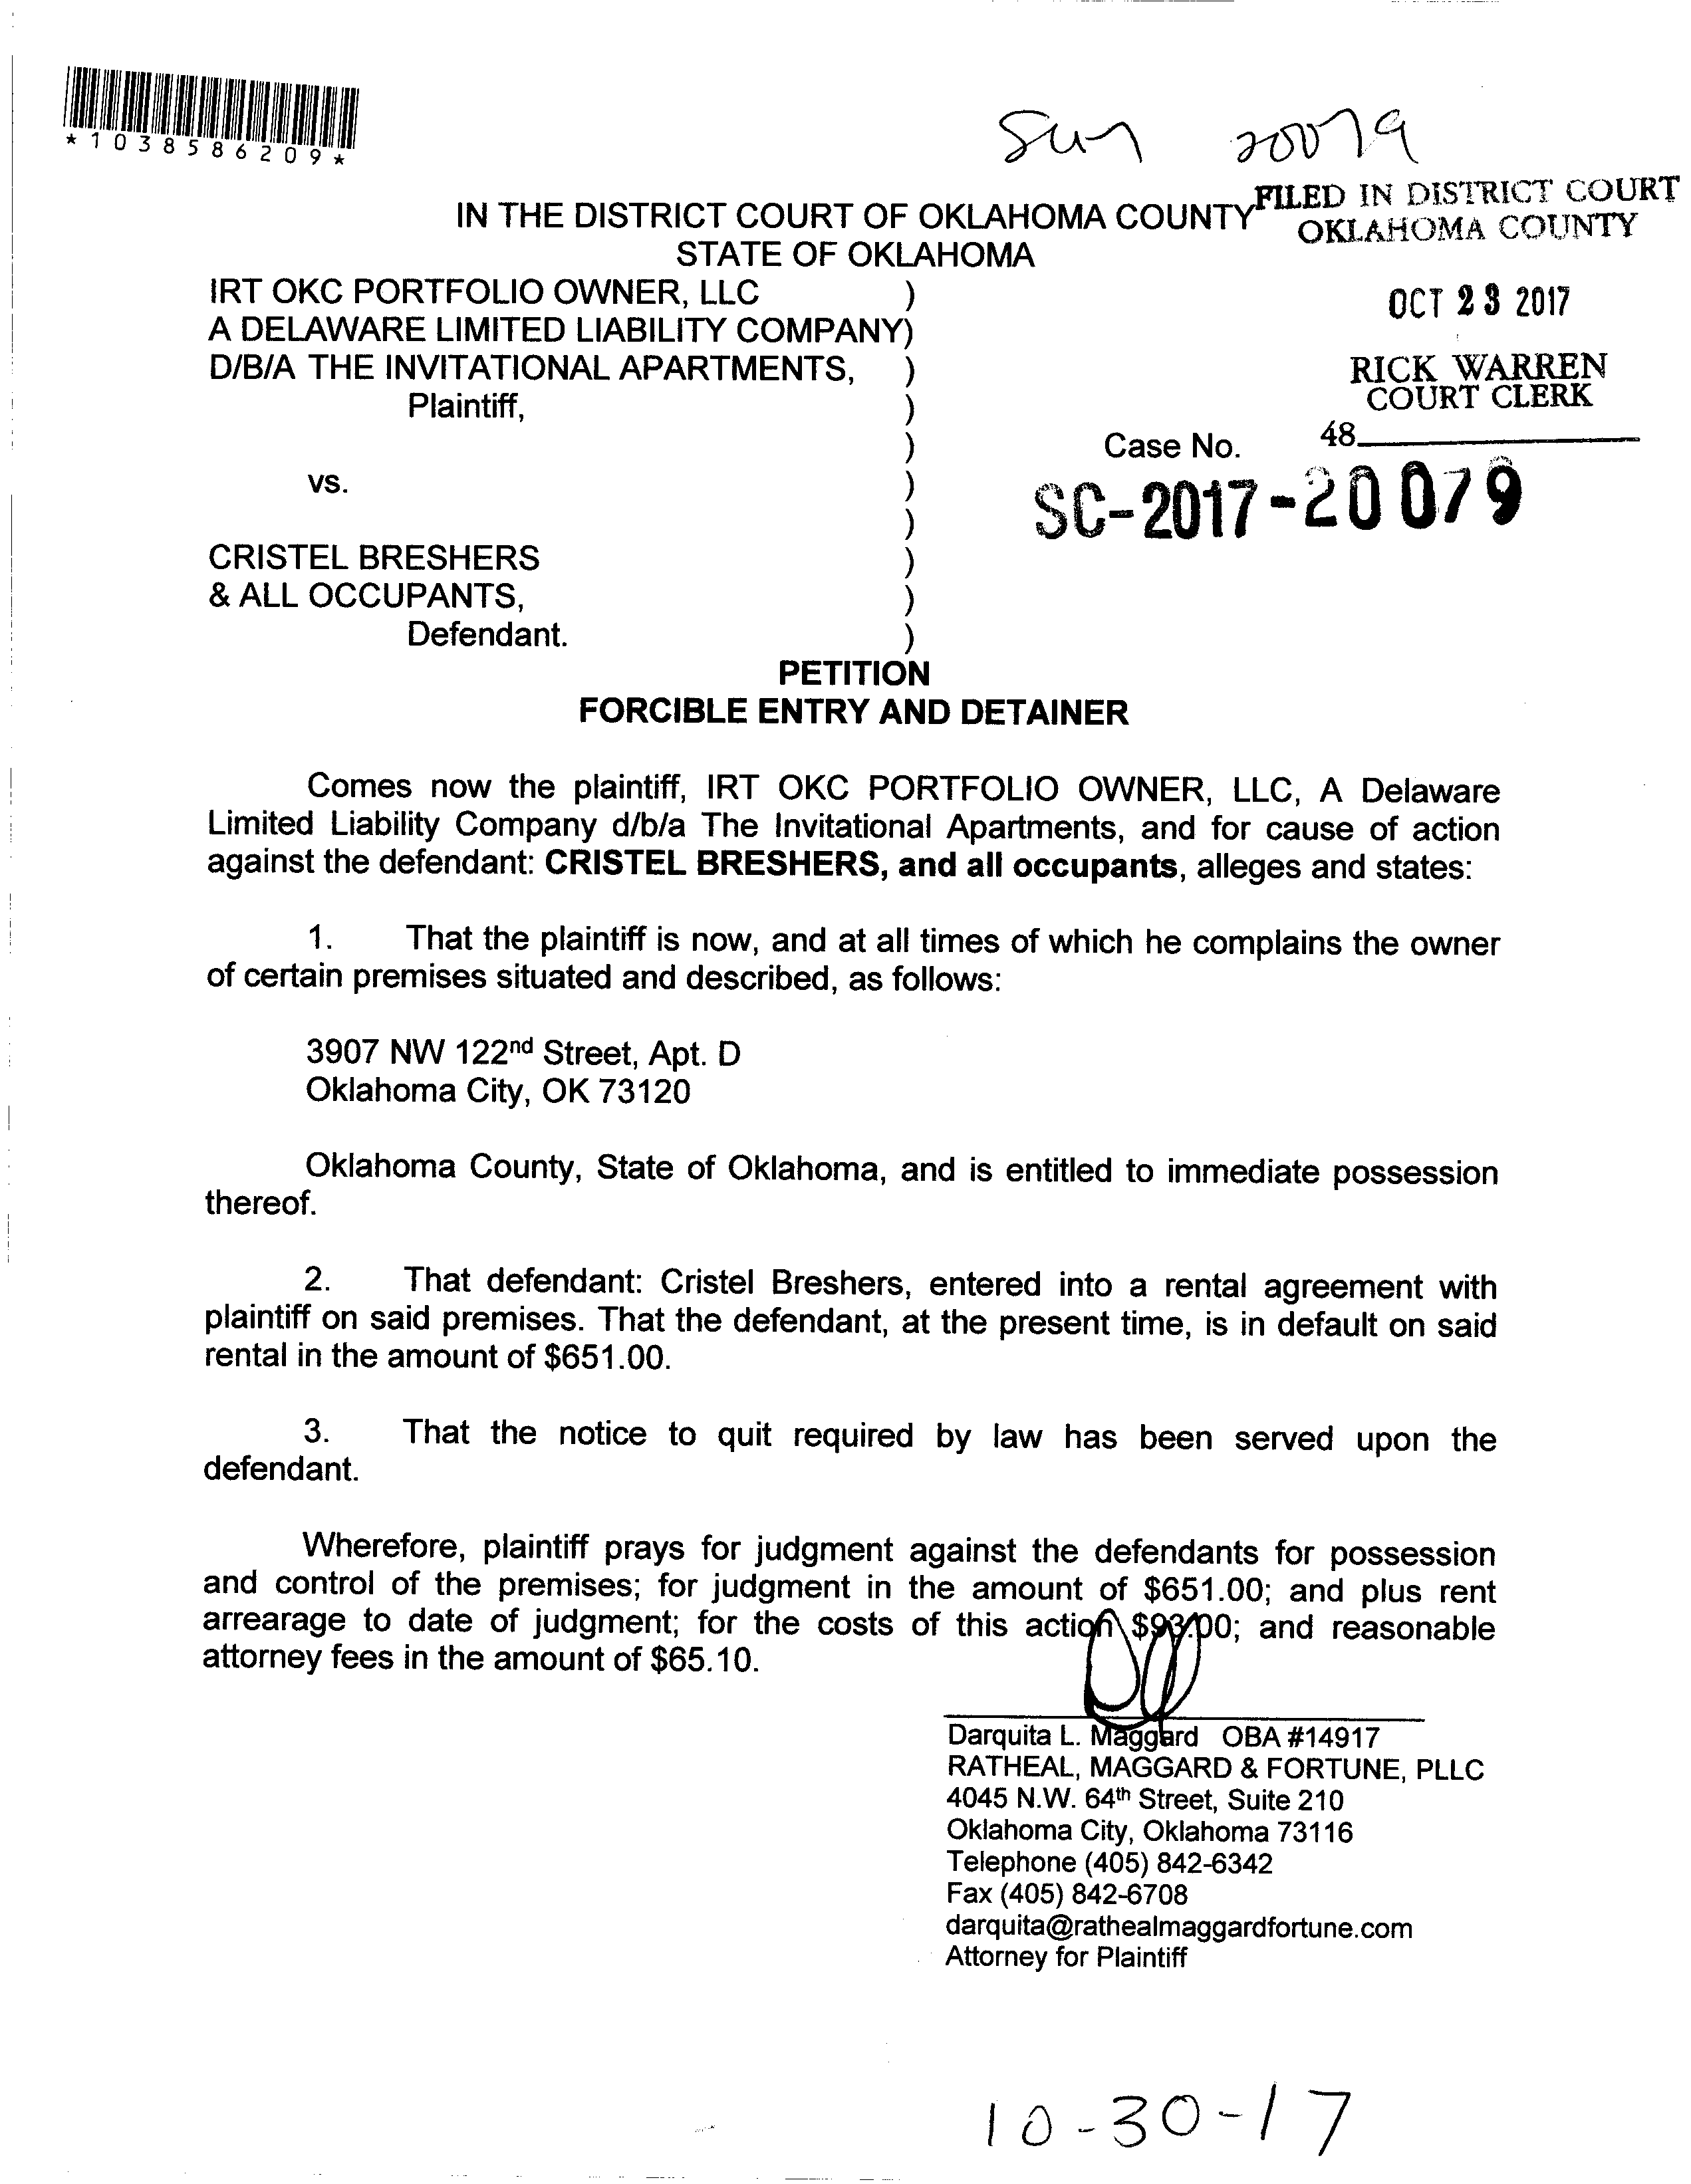 *1038586209*
Sum 20079
FILED IN DISTRICT COURT
OKLAHOMA COUNTY
IN THE DISTRICT COURT OF OKLAHOMA COUNTY
STATE OF OKLAHOMA
IRT OKC PORTFOLIO OWNER, LLC )
A DELAWARE LIMITED LIABILITY COMPANY)
D/B/A THE INVITATIONAL APARTMENTS, )
Plaintiff, )
)
vs. )
)
CRISTEL BRESHERS )
& ALL OCCUPANTS, )
Defendant. )
OCT 23 2017
RICK WARREN
COURT CLERK
48
Case No.
SC-2017-20079
PETITION
FORCIBLE ENTRY AND DETAINER
Comes now the plaintiff, IRT OKC PORTFOLIO OWNER, LLC, A Delaware
Limited Liability Company d/b/a The Invitational Apartments, and for cause of action
against the defendant: CRISTEL BRESHERS, and all occupants, alleges and states:
1. That the plaintiff is now, and at all times of which he complains the owner
of certain premises situated and described, as follows:
3907 NW 122nd Street, Apt. D
Oklahoma City, OK 73120
Oklahoma County, State of Oklahoma, and is entitled to immediate possession
thereof.
2. That defendant: Cristel Breshers, entered into a rental agreement with
plaintiff on said premises. That the defendant, at the present time, is in default on said
rental in the amount of $651.00.
3. That the notice to quit required by law has been served upon the
defendant.
Wherefore, plaintiff prays for judgment against the defendants for possession
and control of the premises; for judgment in the amount of $651.00; and plus rent
arrearage to date of judgment; for the costs of this action $93.00; and reasonable
attorney fees in the amount of $65.10.
Darquita L. Maggard OBA #14917
RATHEAL, MAGGARD & FORTUNE, PLLC
4045 N.W. 64th Street, Suite 210
Oklahoma City, Oklahoma 73116
Telephone (405) 842-6342
Fax (405) 842-6708
darquita@rathealmaggardfortune.com
Attorney for Plaintiff
10-30-17